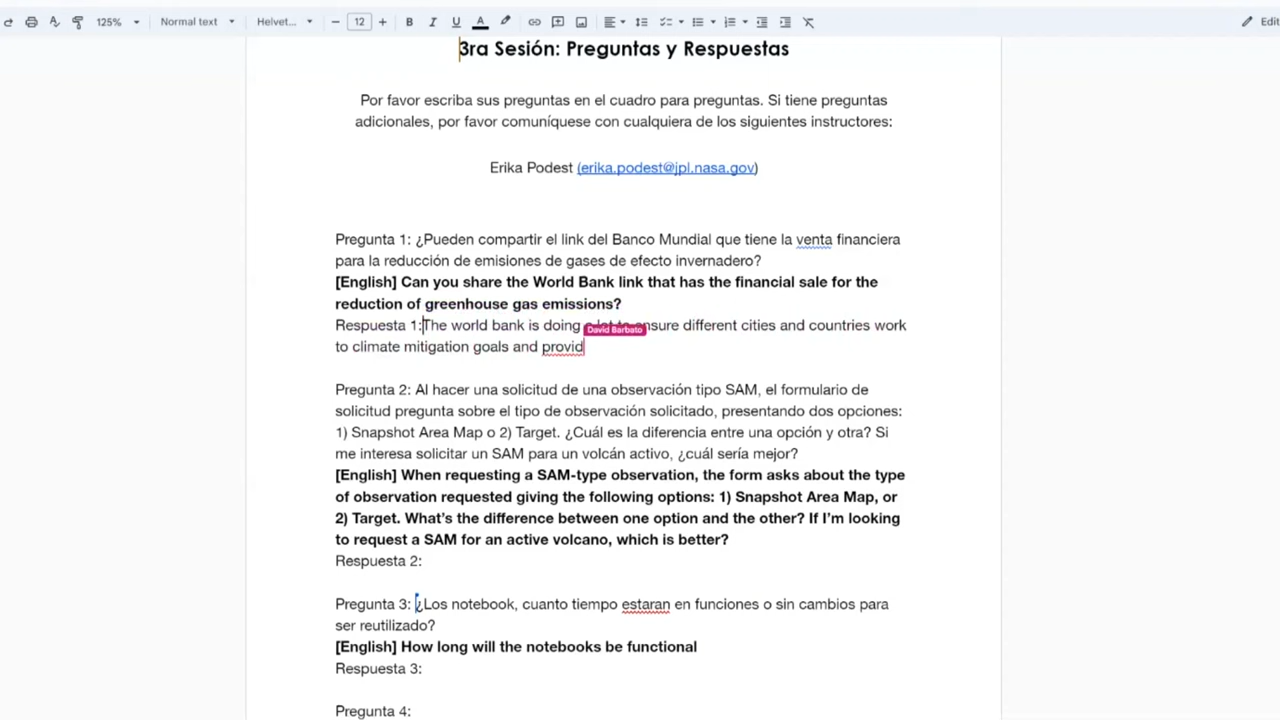 125%
Normal text
Helvet...
12
B
I
U
A
Edit
3ra Sesión: Preguntas y Respuestas
Por favor escriba sus preguntas en el cuadro para preguntas. Si tiene preguntas
adicionales, por favor comuníquese con cualquiera de los siguientes instructores:
Erika Podest (erika.podest@jpl.nasa.gov)
Pregunta 1: ¿Pueden compartir el link del Banco Mundial que tiene la venta financiera
para la reducción de emisiones de gases de efecto invernadero?
[English] Can you share the World Bank link that has the financial sale for the
reduction of greenhouse gas emissions?
Respuesta 1:The world bank is doing ensure different cities and countries work
David Barbato
to climate mitigation goals and provid
Pregunta 2: Al hacer una solicitud de una observación tipo SAM, el formulario de
solicitud pregunta sobre el tipo de observación solicitado, presentando dos opciones:
1) Snapshot Area Map o 2) Target. ¿Cuál es la diferencia entre una opción y otra? Si
me interesa solicitar un SAM para un volcán activo, ¿cuál sería mejor?
[English] When requesting a SAM-type observation, the form asks about the type
of observation requested giving the following options: 1) Snapshot Area Map, or
2) Target. What’s the difference between one option and the other? If I’m looking
to request a SAM for an active volcano, which is better?
Respuesta 2:
Pregunta 3: ¿Los notebook, cuanto tiempo estaran en funciones o sin cambios para
ser reutilizado?
[English] How long will the notebooks be functional
Respuesta 3:
Pregunta 4: